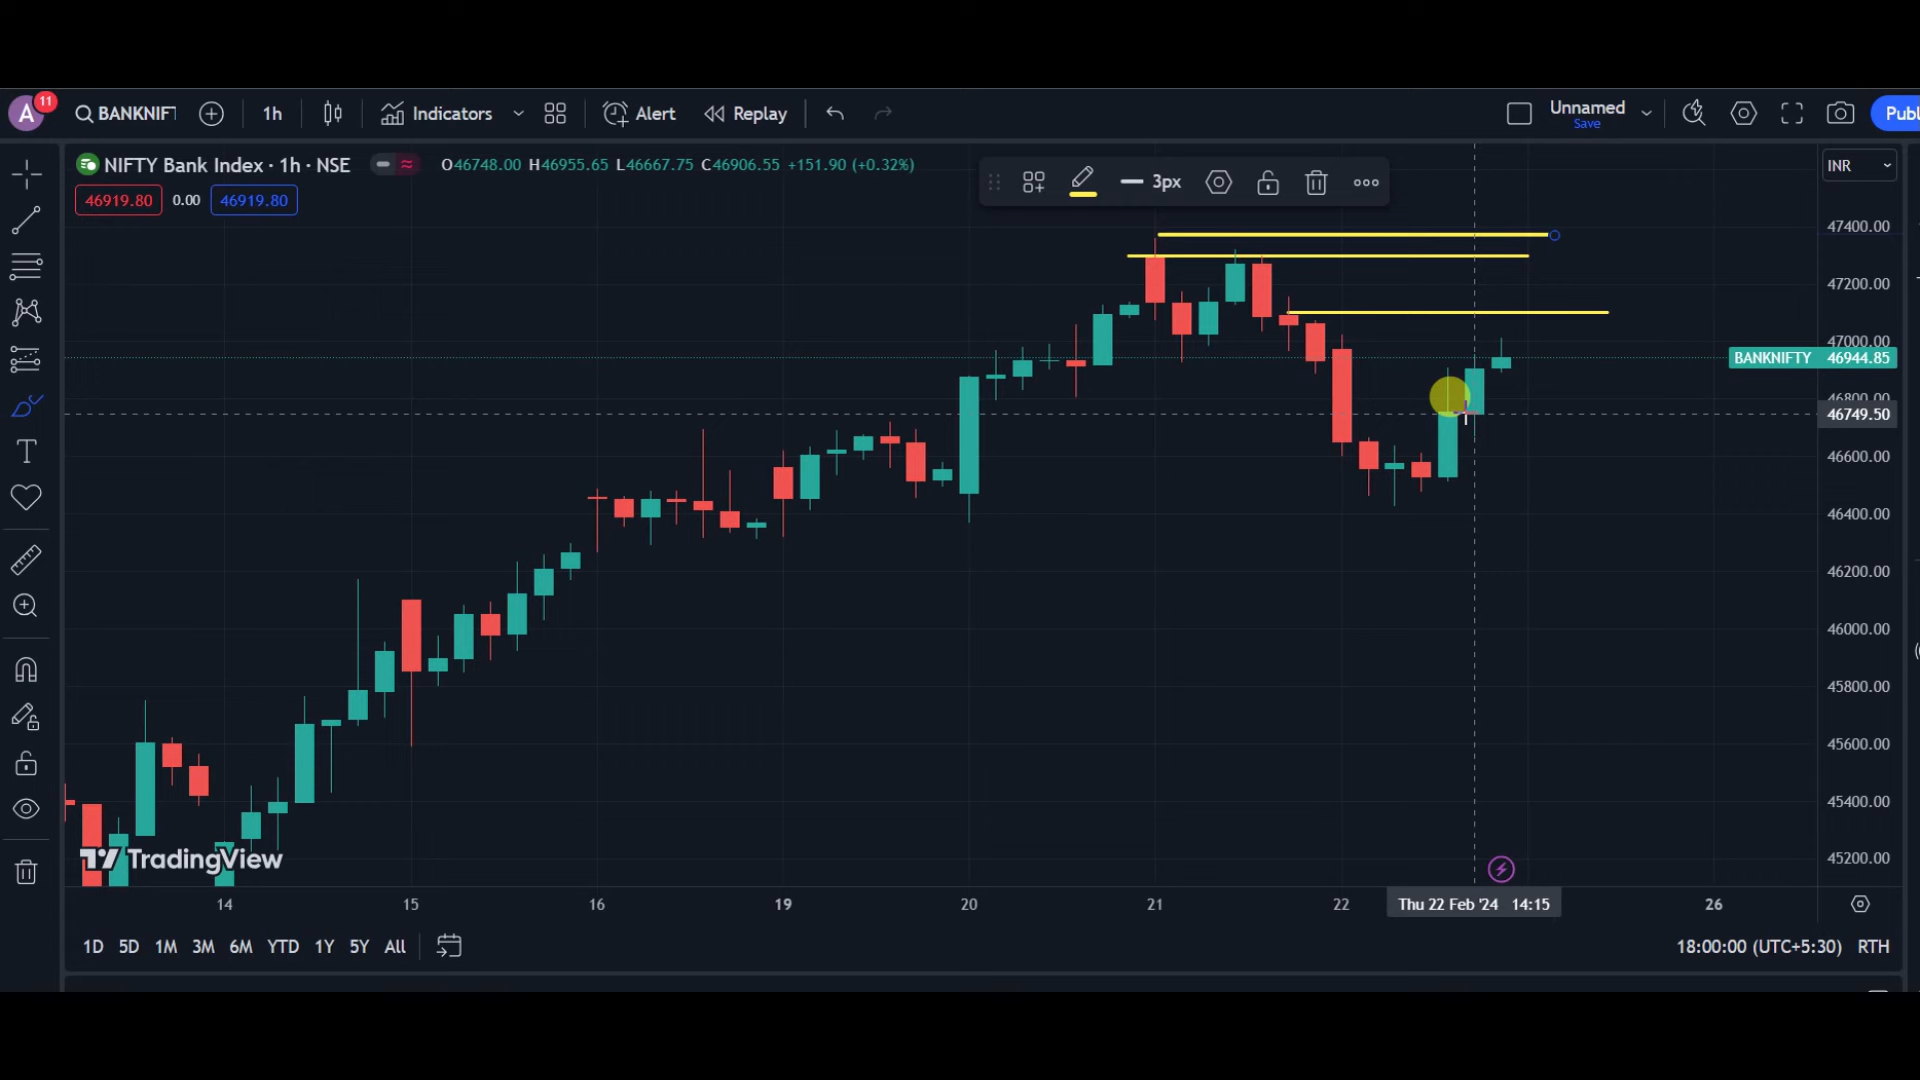 A 11 BANKNIFT 1h Indicators Alert Replay Unnamed Save Publ
NIFTY Bank Index · 1h · NSE O46748.00 H46955.65 L46667.75 C46906.55 +151.90 (+0.32%) 3px INR
46919.80 0.00 46919.80
47400.00
47200.00
47000.00
BANKNIFTY 46944.85
46800.00
46749.50
46600.00
46400.00
46200.00
46000.00
45800.00
45600.00
45400.00
TradingView
45200.00
14 15 16 19 20 21 22 Thu 22 Feb '24 14:15 26
1D 5D 1M 3M 6M YTD 1Y 5Y All 18:00:00 (UTC+5:30) RTH